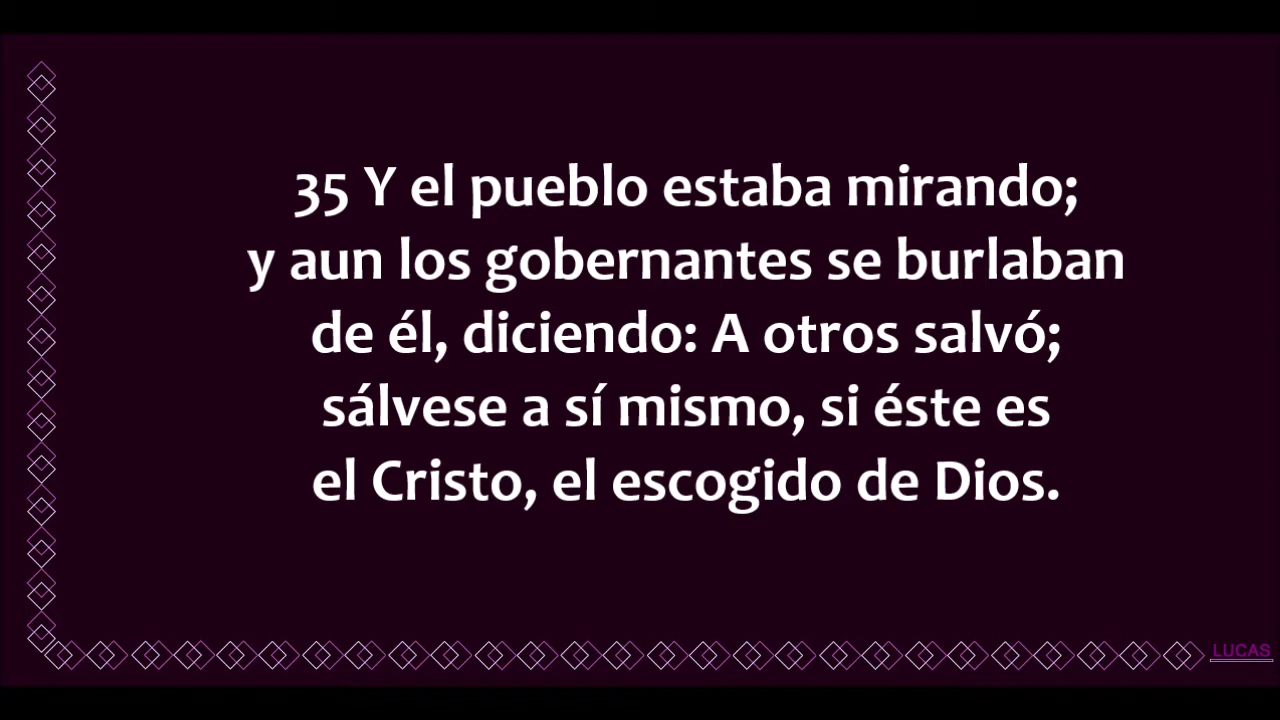 35 Y el pueblo estaba mirando;
y aun los gobernantes se burlaban
de él, diciendo: A otros salvó;
sálvese a sí mismo, si éste es
el Cristo, el escogido de Dios.
LUCAS